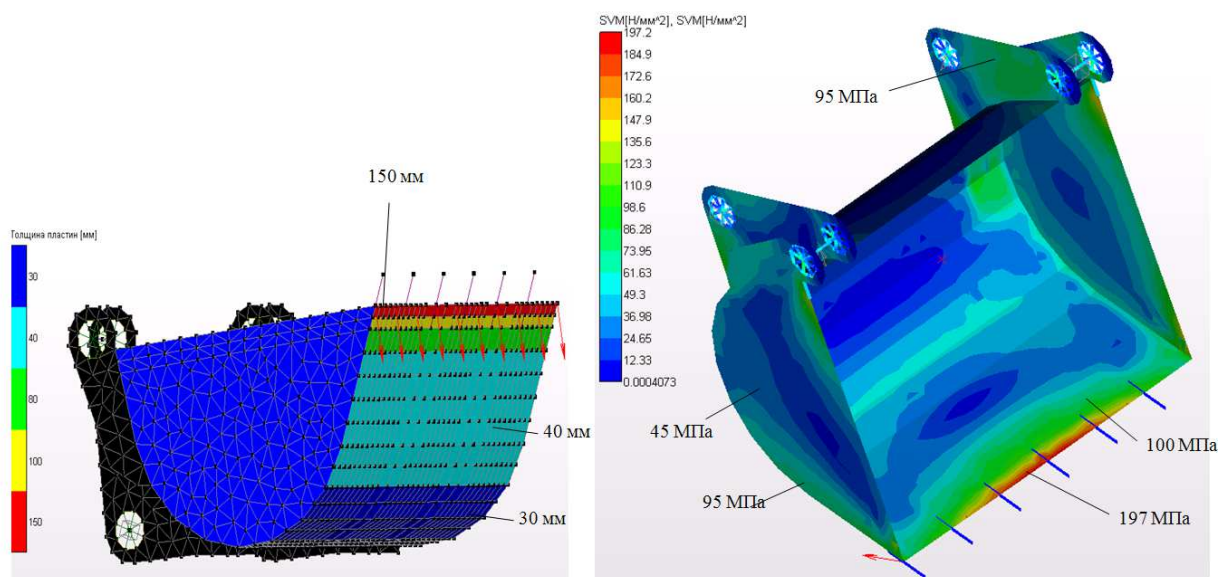 150 мм
Толщина пластин [мм]
30
40
80
100
150
40 мм
30 мм
SVM[Н/мм^2], SVM[Н/мм^2]
197.2
184.9
172.6
160.2
147.9
135.6
123.3
110.9
98.6
86.28
73.95
61.63
49.3
36.98
24.65
12.33
0.0004073
95 МПа
45 МПа
95 МПа
100 МПа
197 МПа